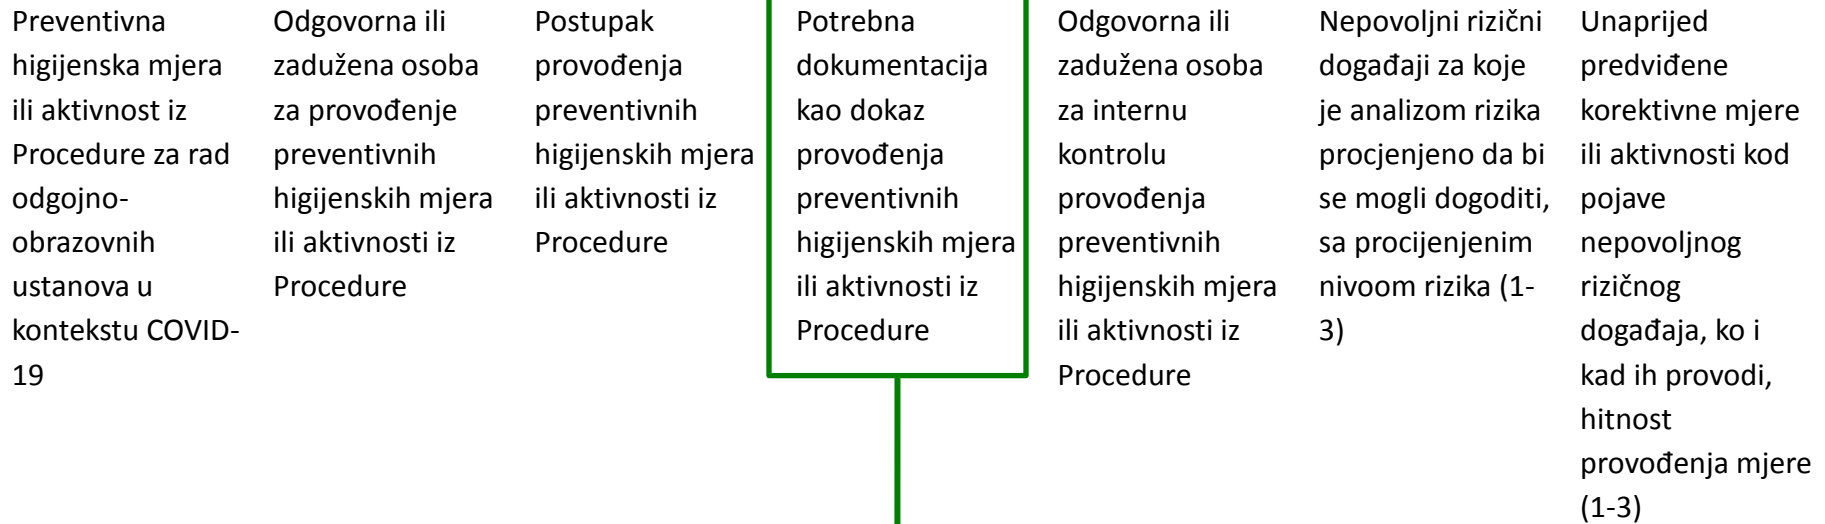 Preventivna
higijenska mjera
ili aktivnost iz
Procedure za rad
odgojno-
obrazovnih
ustanova u
kontekstu COVID-
19
Odgovorna ili
zadužena osoba
za provođenje
preventivnih
higijenskih mjera
ili aktivnosti iz
Procedure
Postupak
provođenja
preventivnih
higijenskih mjera
ili aktivnosti iz
Procedure
Potrebna
dokumentacija
kao dokaz
provođenja
preventivnih
higijenskih mjera
ili aktivnosti iz
Procedure
Odgovorna ili
zadužena osoba
za internu
kontrolu
provođenja
preventivnih
higijenskih mjera
ili aktivnosti iz
Procedure
Nepovoljni rizični
događaji za koje
je analizom rizika
procjenjeno da bi
se mogli dogoditi,
sa procijenjenim
nivoom rizika (1-
3)
Unaprijed
predviđene
korektivne mjere
ili aktivnosti kod
pojave
nepovoljnog
rizičnog
događaja, ko i
kad ih provodi,
hitnost
provođenja mjere
(1-3)